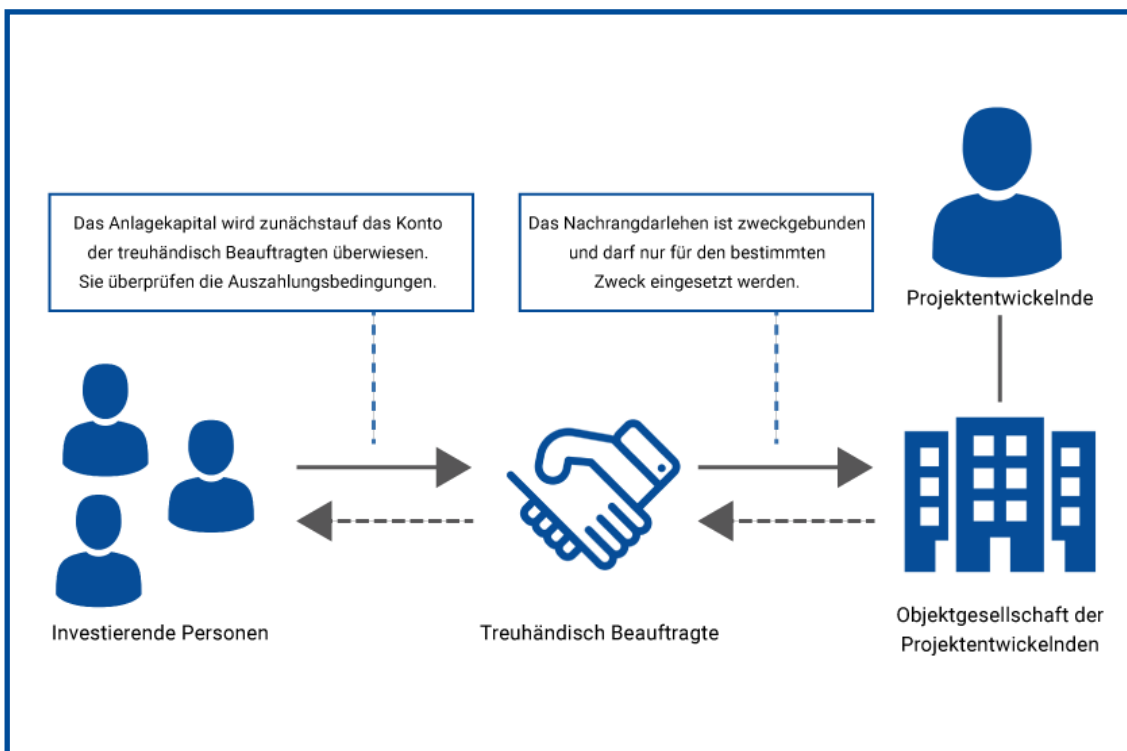 Das Anlagekapital wird zunächstauf das Konto
der treuhändisch Beauftragten überwiesen.
Sie überprüfen die Auszahlungsbedingungen.
Das Nachrangdarlehen ist zweckgebunden
und darf nur für den bestimmten
Zweck eingesetzt werden.
Projektentwickelnde
Investierende Personen
Treuhändisch Beauftragte
Objektgesellschaft der
Projektentwickelnden